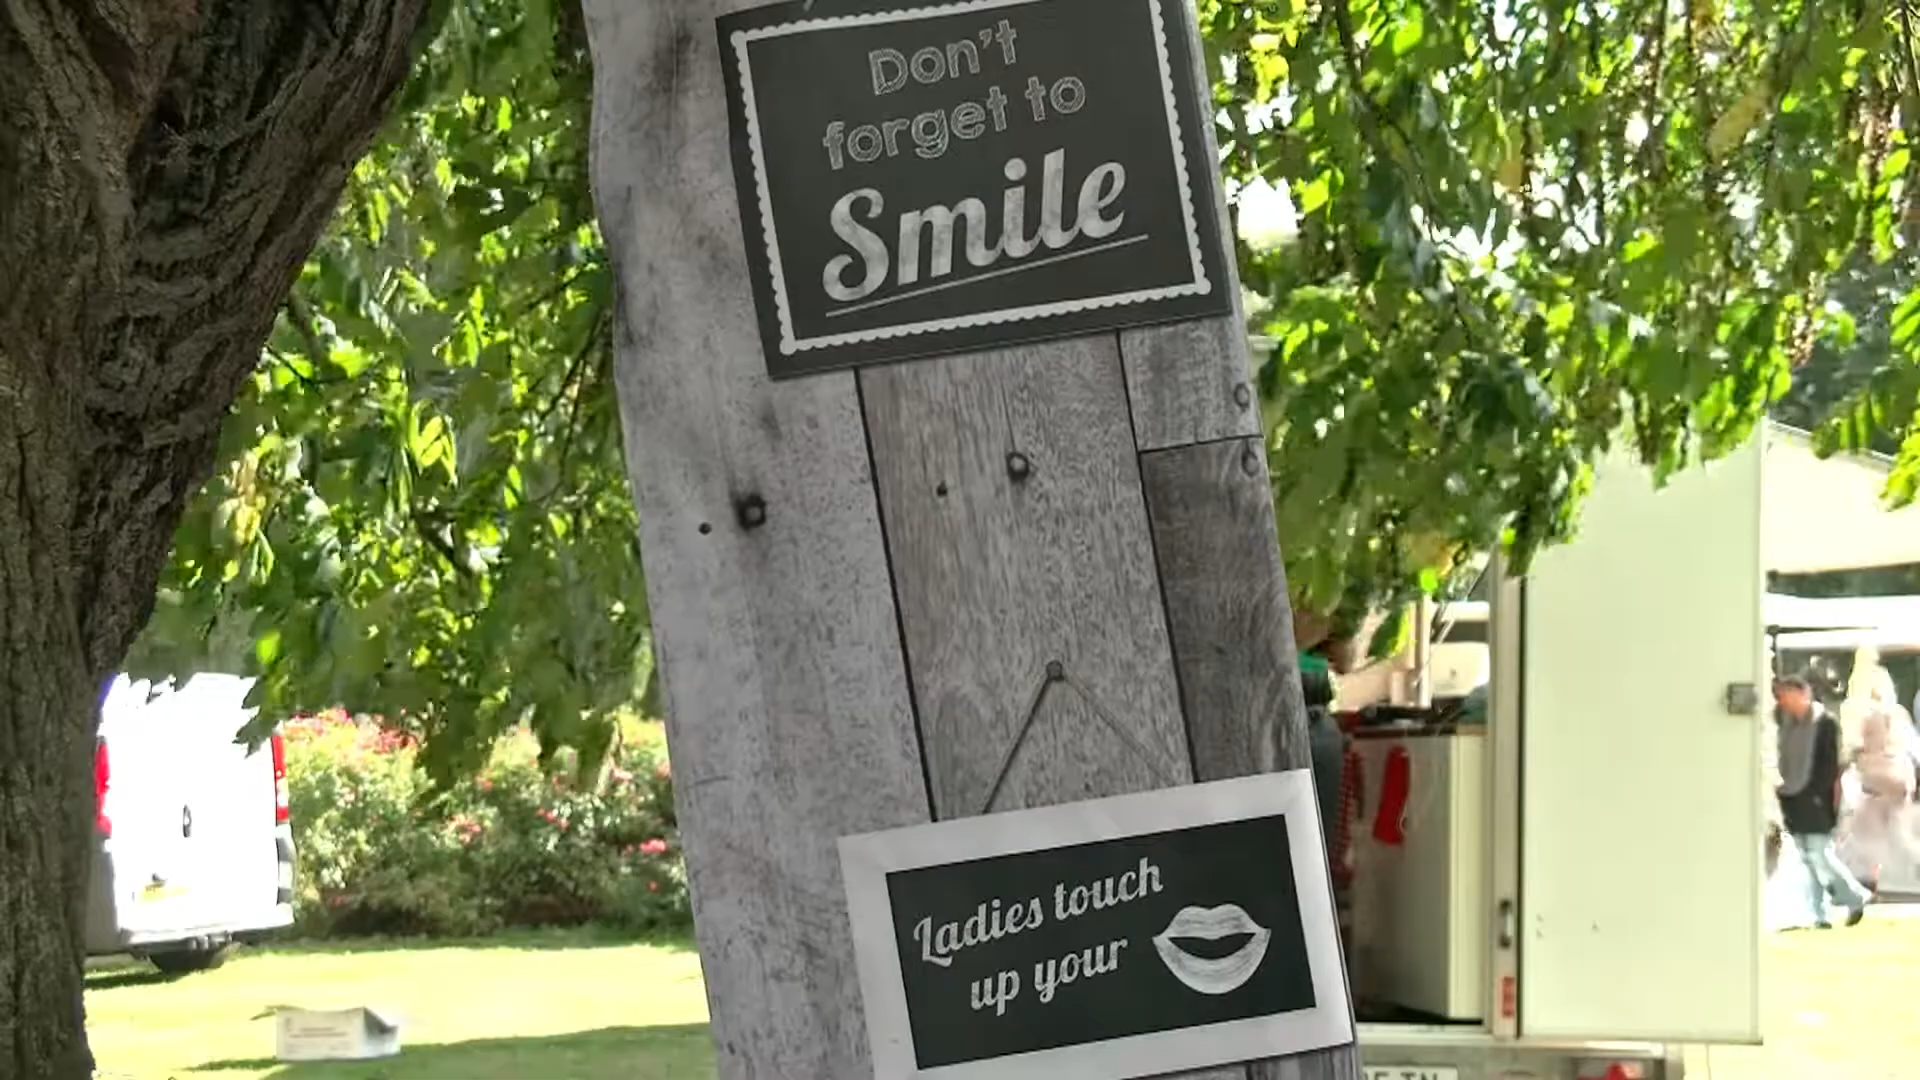 Don't
forget to
Smile
Ladies touch
up your